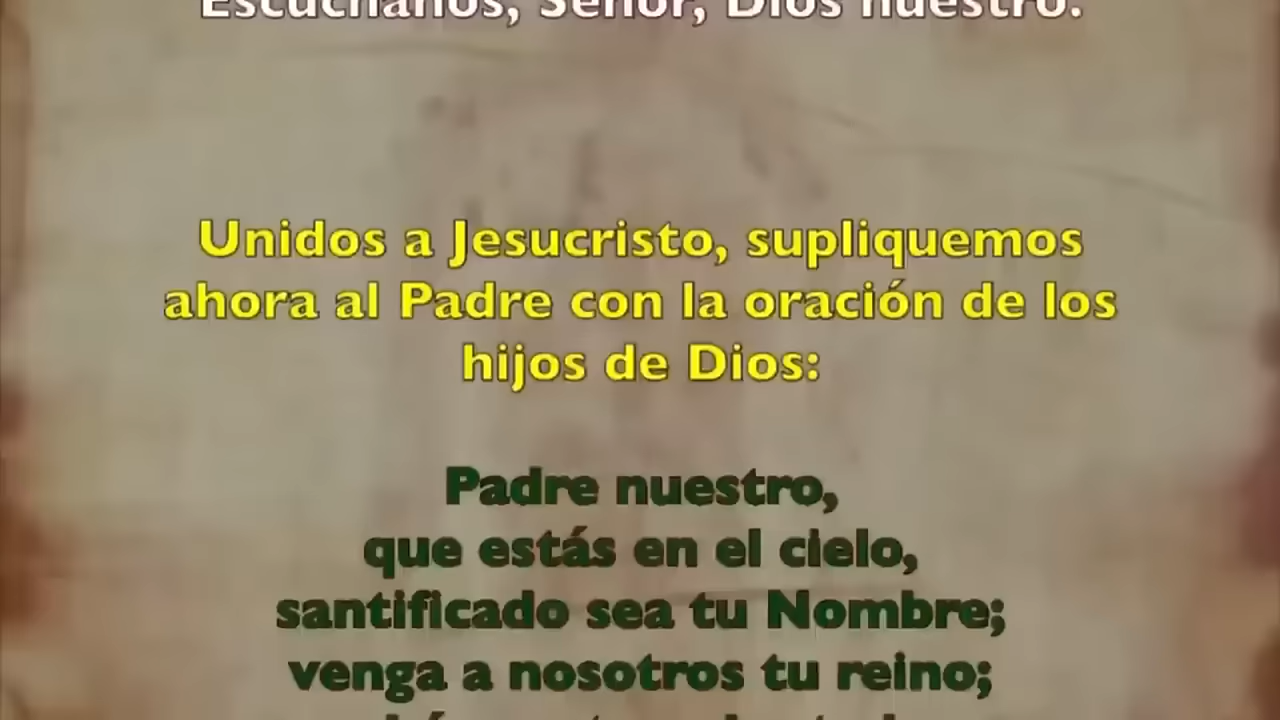 Escúchanos, Señor, Dios nuestro.
Unidos a Jesucristo, supliquemos
ahora al Padre con la oración de los
hijos de Dios:
Padre nuestro,
que estás en el cielo,
santificado sea tu Nombre;
venga a nosotros tu reino;